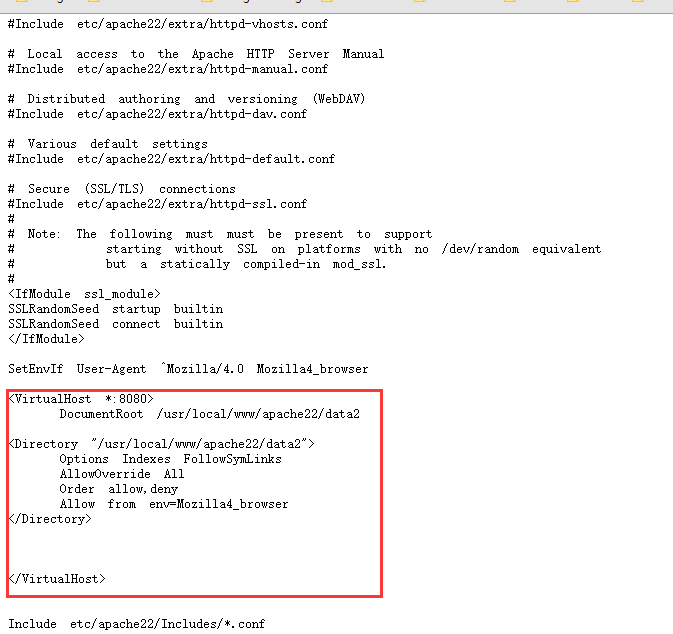 #Include etc/apache22/extra/httpd-vhosts.conf
# Local access to the Apache HTTP Server Manual
#Include etc/apache22/extra/httpd-manual.conf
# Distributed authoring and versioning (WebDAV)
#Include etc/apache22/extra/httpd-dav.conf
# Various default settings
#Include etc/apache22/extra/httpd-default.conf
# Secure (SSL/TLS) connections
#Include etc/apache22/extra/httpd-ssl.conf
#
# Note: The following must must be present to support
# starting without SSL on platforms with no /dev/random equivalent
# but a statically compiled-in mod_ssl.
#
<IfModule ssl_module>
SSLRandomSeed startup builtin
SSLRandomSeed connect builtin
</IfModule>
SetEnvIf User-Agent ^Mozilla/4.0 Mozilla4_browser
<VirtualHost *:8080>
DocumentRoot /usr/local/www/apache22/data2
<Directory "/usr/local/www/apache22/data2">
Options Indexes FollowSymLinks
AllowOverride All
Order allow,deny
Allow from env=Mozilla4_browser
</Directory>
</VirtualHost>
Include etc/apache22/Includes/*.conf